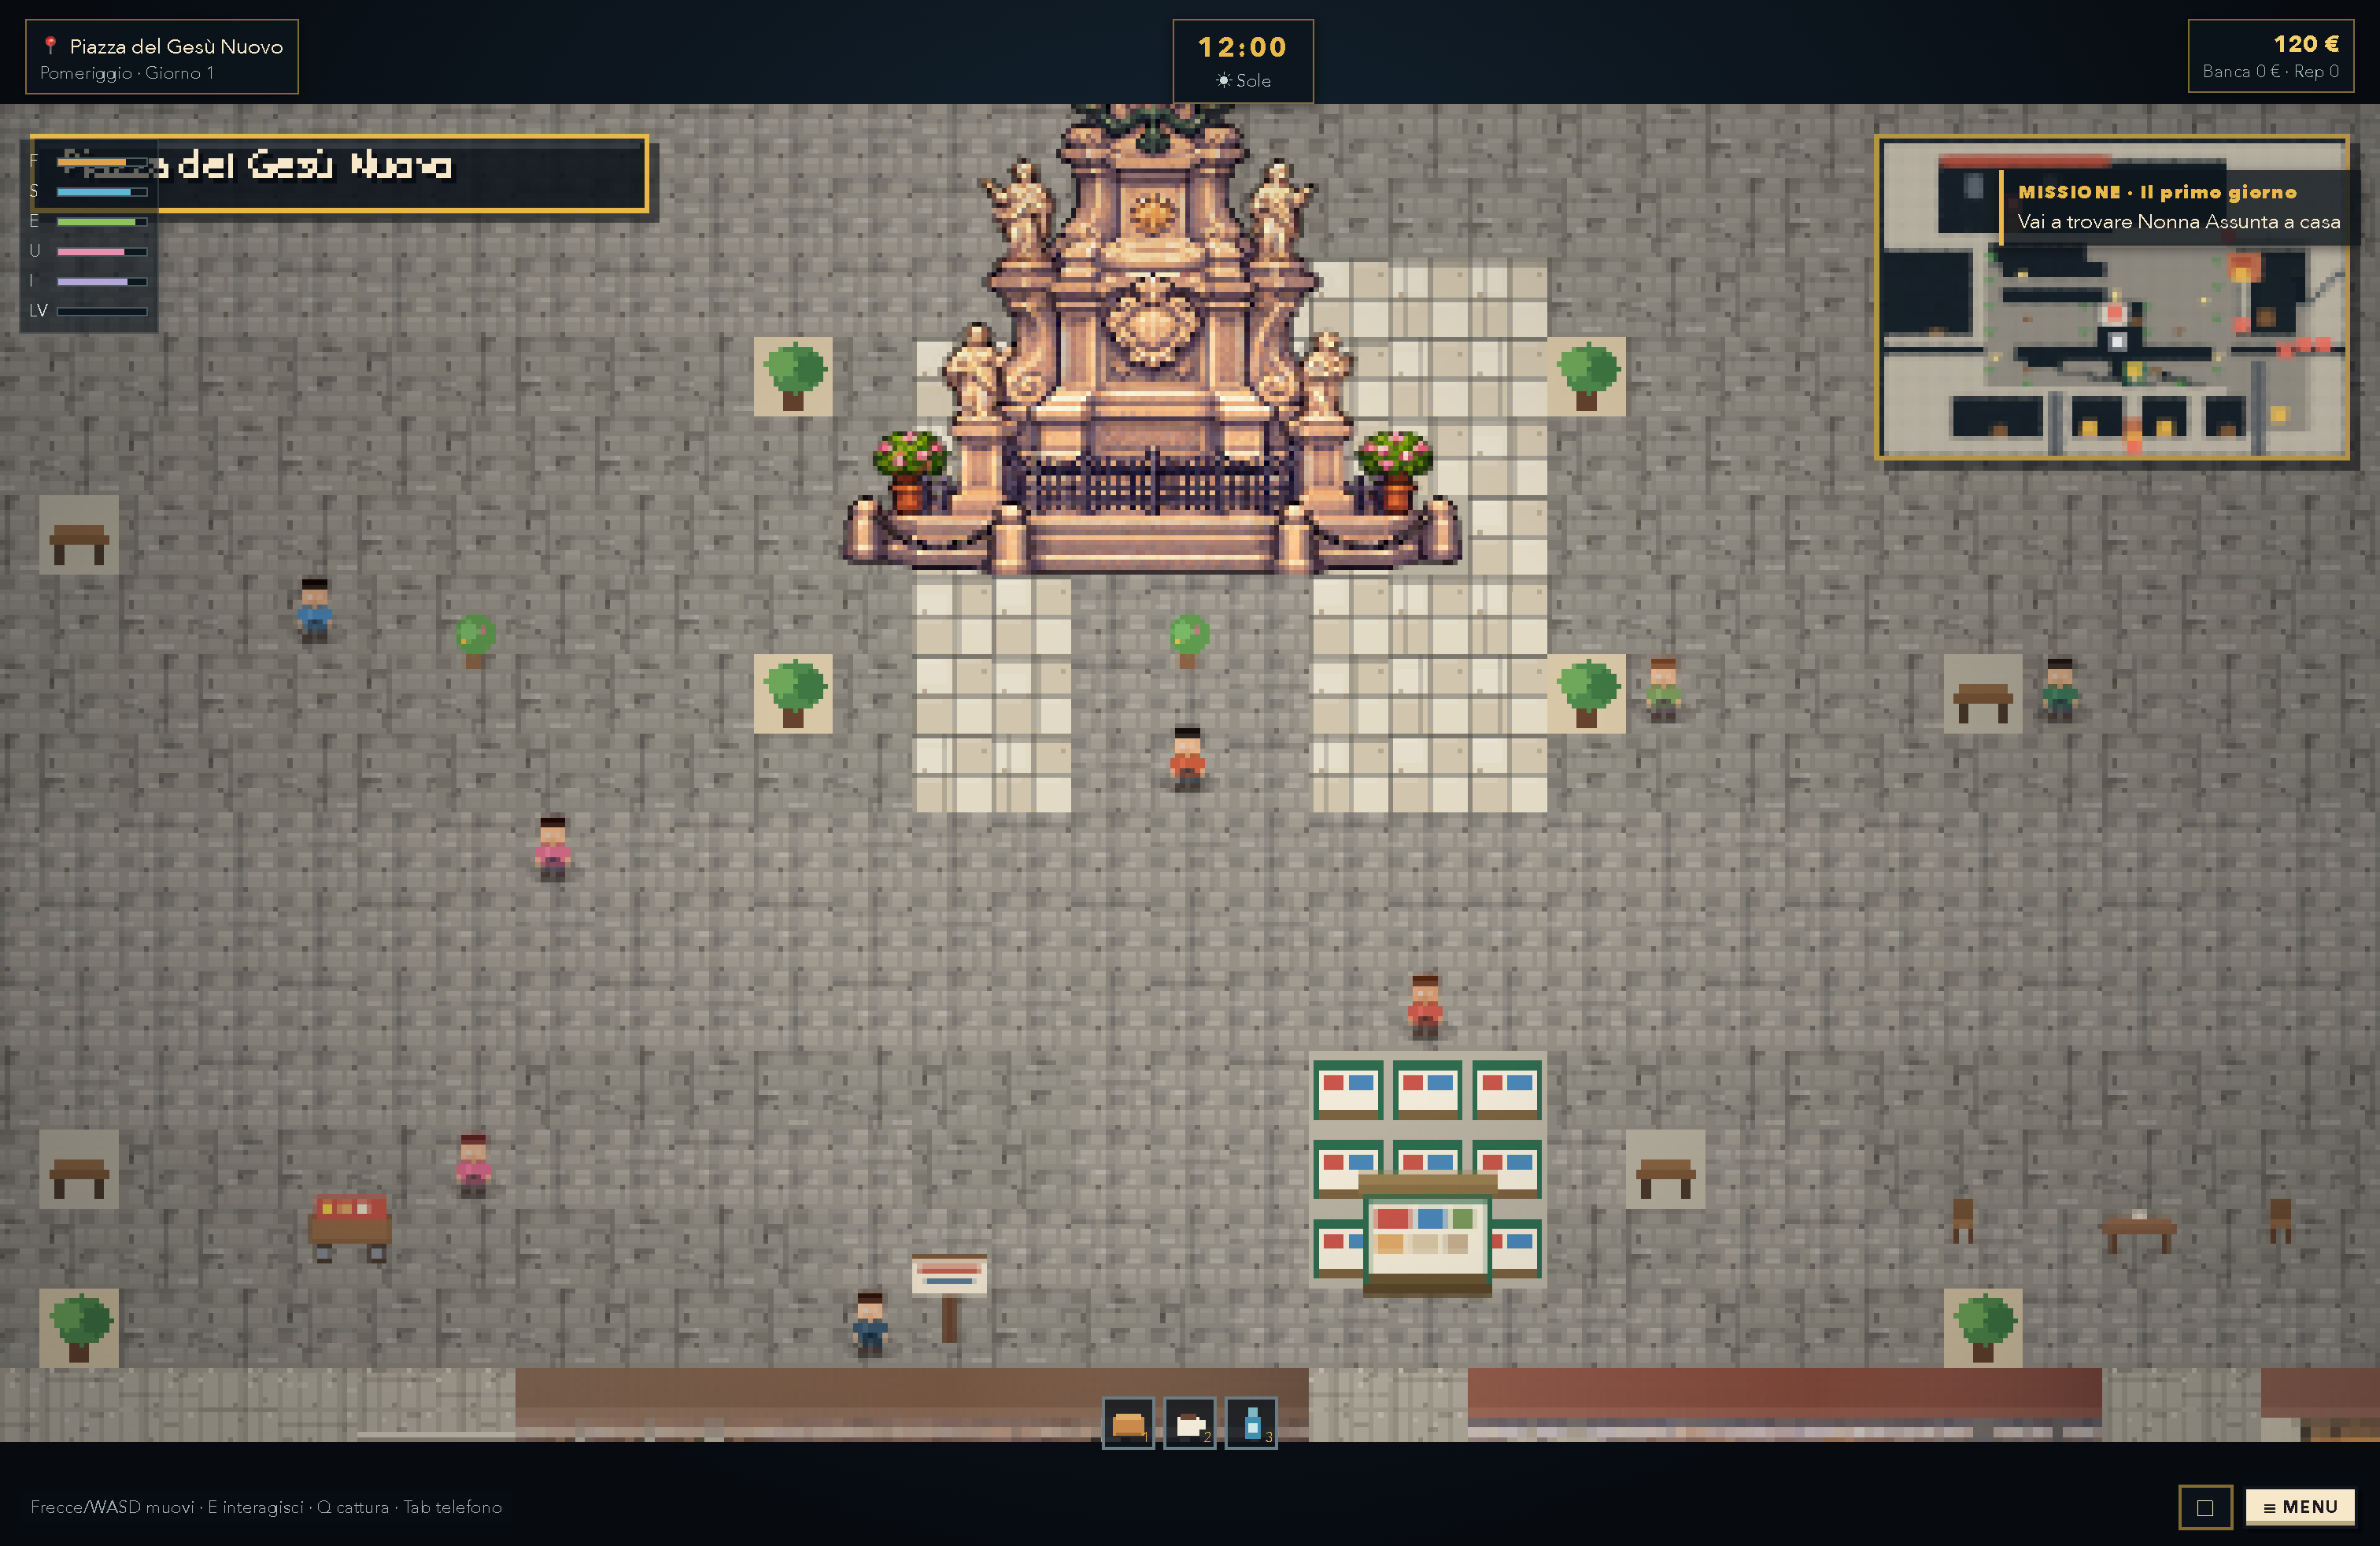 Piazza del Gesù Nuovo
Pomeriggio · Giorno 1
12:00
☀ Sole
120 €
Banca 0 € · Rep 0
del Gesù Nuovo
F
S
E
U
I
LV
MISSIONE · Il primo giorno
Vai a trovare Nonna Assunta a casa
1
2
3
Frecce/WASD muovi · E interagisci · Q cattura · Tab telefono
≡ MENU